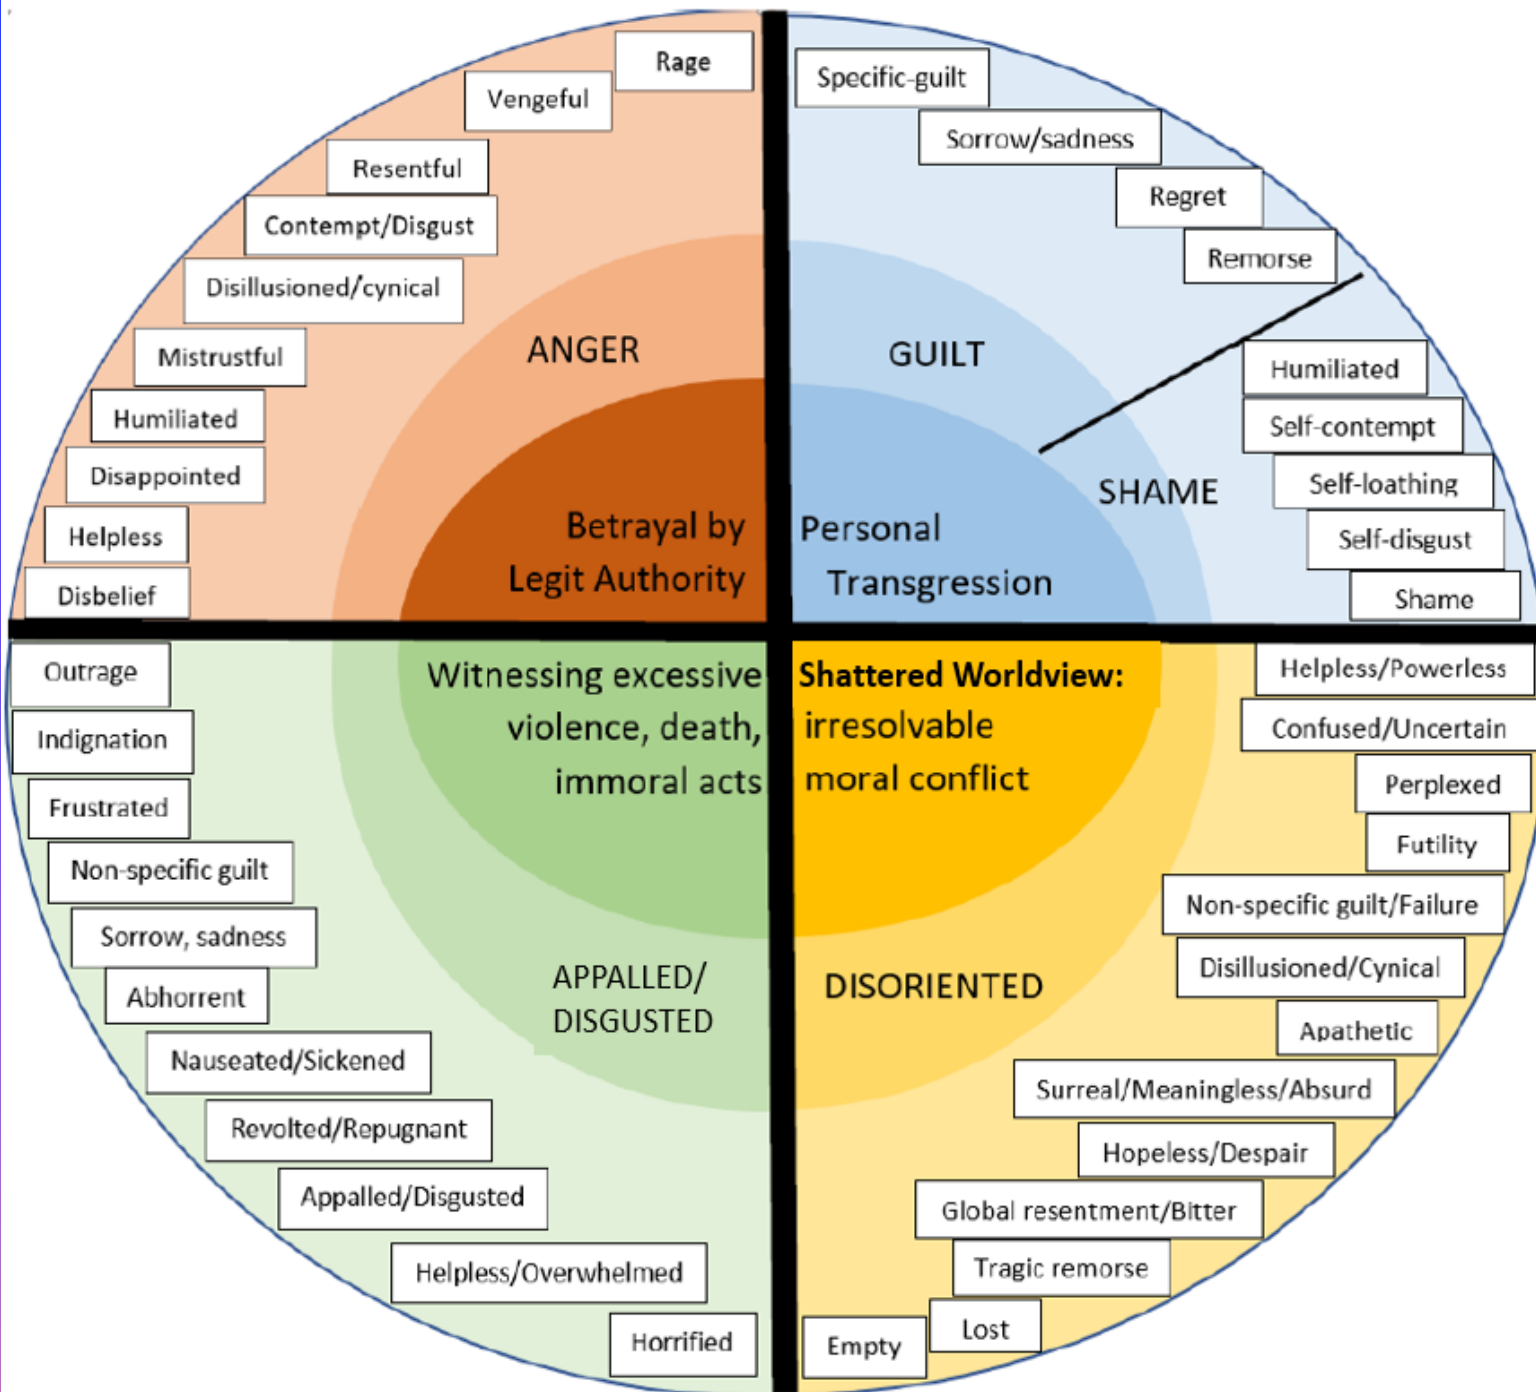 Rage
Vengeful
Resentful
Contempt/Disgust
Disillusioned/cynical
Mistrustful
Humiliated
Disappointed
Helpless
Disbelief
ANGER
Betrayal by
Legit Authority
Specific-guilt
Sorrow/sadness
Regret
Remorse
GUILT
Humiliated
Self-contempt
Self-loathing
Self-disgust
Shame
SHAME
Personal
Transgression
Witnessing excessive
violence, death,
immoral acts
APPALLED/
DISGUSTED
Outrage
Indignation
Frustrated
Non-specific guilt
Sorrow, sadness
Abhorrent
Nauseated/Sickened
Revolted/Repugnant
Appalled/Disgusted
Helpless/Overwhelmed
Horrified
Shattered Worldview:
irresolvable
moral conflict
DISORIENTED
Helpless/Powerless
Confused/Uncertain
Perplexed
Futility
Non-specific guilt/Failure
Disillusioned/Cynical
Apathetic
Surreal/Meaningless/Absurd
Hopeless/Despair
Global resentment/Bitter
Tragic remorse
Lost
Empty